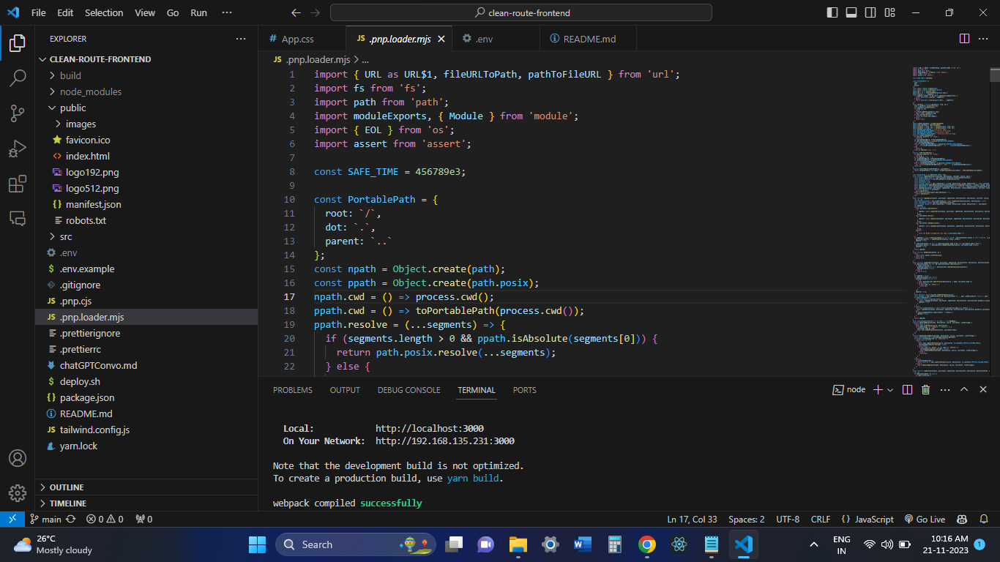 File Edit Selection View Go Run ··· clean-route-frontend
EXPLORER ···
CLEAN-ROUTE-FRONTEND
build
node_modules
public
images
favicon.ico
index.html
logo192.png
logo512.png
manifest.json
robots.txt
src
.env
.env.example
.gitignore
.pnp.cjs
.pnp.loader.mjs
.prettierignore
.prettierrc
chatGPTConvo.md
deploy.sh
package.json
README.md
tailwind.config.js
yarn.lock
OUTLINE
TIMELINE
# App.css JS .pnp.loader.mjs .env README.md
JS .pnp.loader.mjs > ...
1 import { URL as URL$1, fileURLToPath, pathToFileURL } from 'url';
2 import fs from 'fs';
3 import path from 'path';
4 import moduleExports, { Module } from 'module';
5 import { EOL } from 'os';
6 import assert from 'assert';
7
8 const SAFE_TIME = 456789e3;
9
10 const PortablePath = {
11 root: `/`,
12 dot: `.`,
13 parent: `..`
14 };
15 const npath = Object.create(path);
16 const ppath = Object.create(path.posix);
17 npath.cwd = () => process.cwd();
18 ppath.cwd = () => toPortablePath(process.cwd());
19 ppath.resolve = (...segments) => {
20 if (segments.length > 0 && ppath.isAbsolute(segments[0])) {
21 return path.posix.resolve(...segments);
22 } else {
PROBLEMS OUTPUT DEBUG CONSOLE TERMINAL PORTS node
Local: http://localhost:3000
On Your Network: http://192.168.135.231:3000
Note that the development build is not optimized.
To create a production build, use yarn build.
webpack compiled successfully
main 0 0 0 Ln 17, Col 33 Spaces: 2 UTF-8 CRLF { } JavaScript Go Live
26°C
Mostly cloudy
Search
ENG
IN
10:16 AM
21-11-2023
1